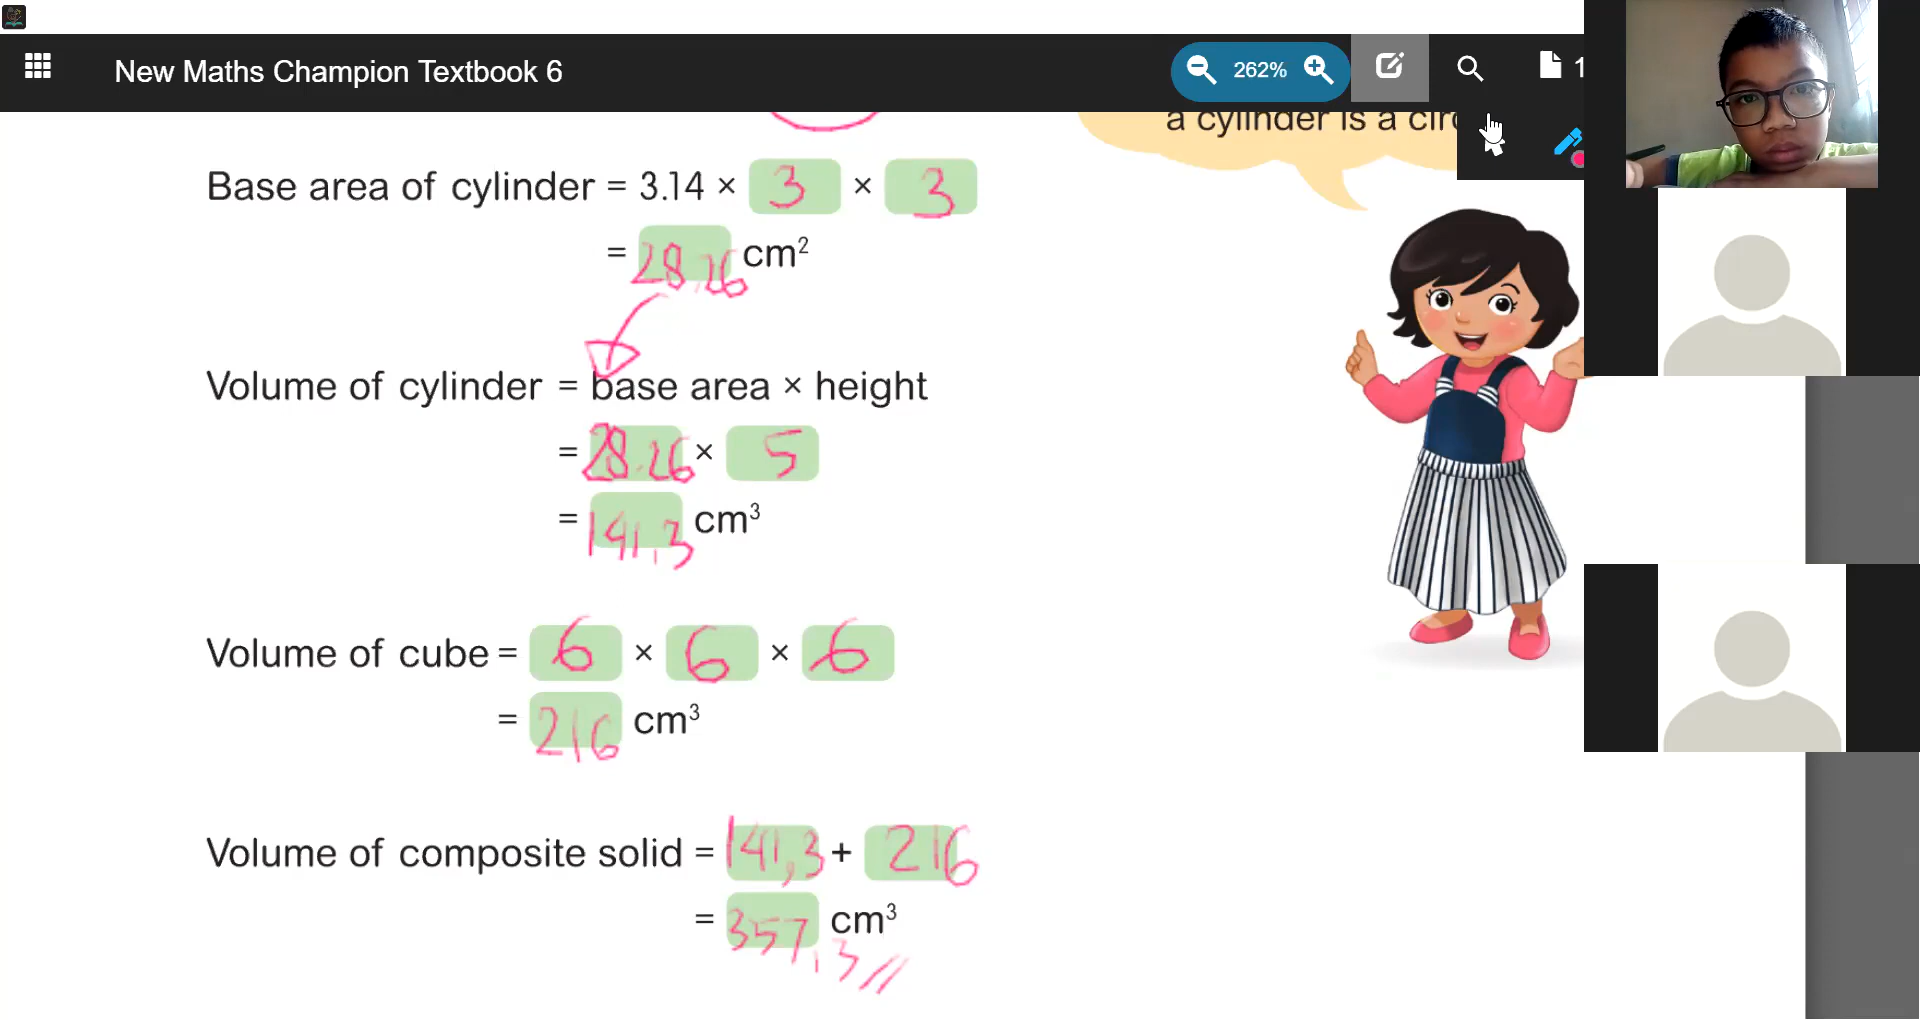 New Maths Champion Textbook 6
262%
1
a cylinder is a circ
Base area of cylinder = 3.14 × 3 × 3
= 28.26 cm²
Volume of cylinder = base area × height
= 28.26 × 5
= 141,3 cm³
Volume of cube = 6 × 6 × 6
= 216 cm³
Volume of composite solid = 141,3 + 216
= 357,3 cm³